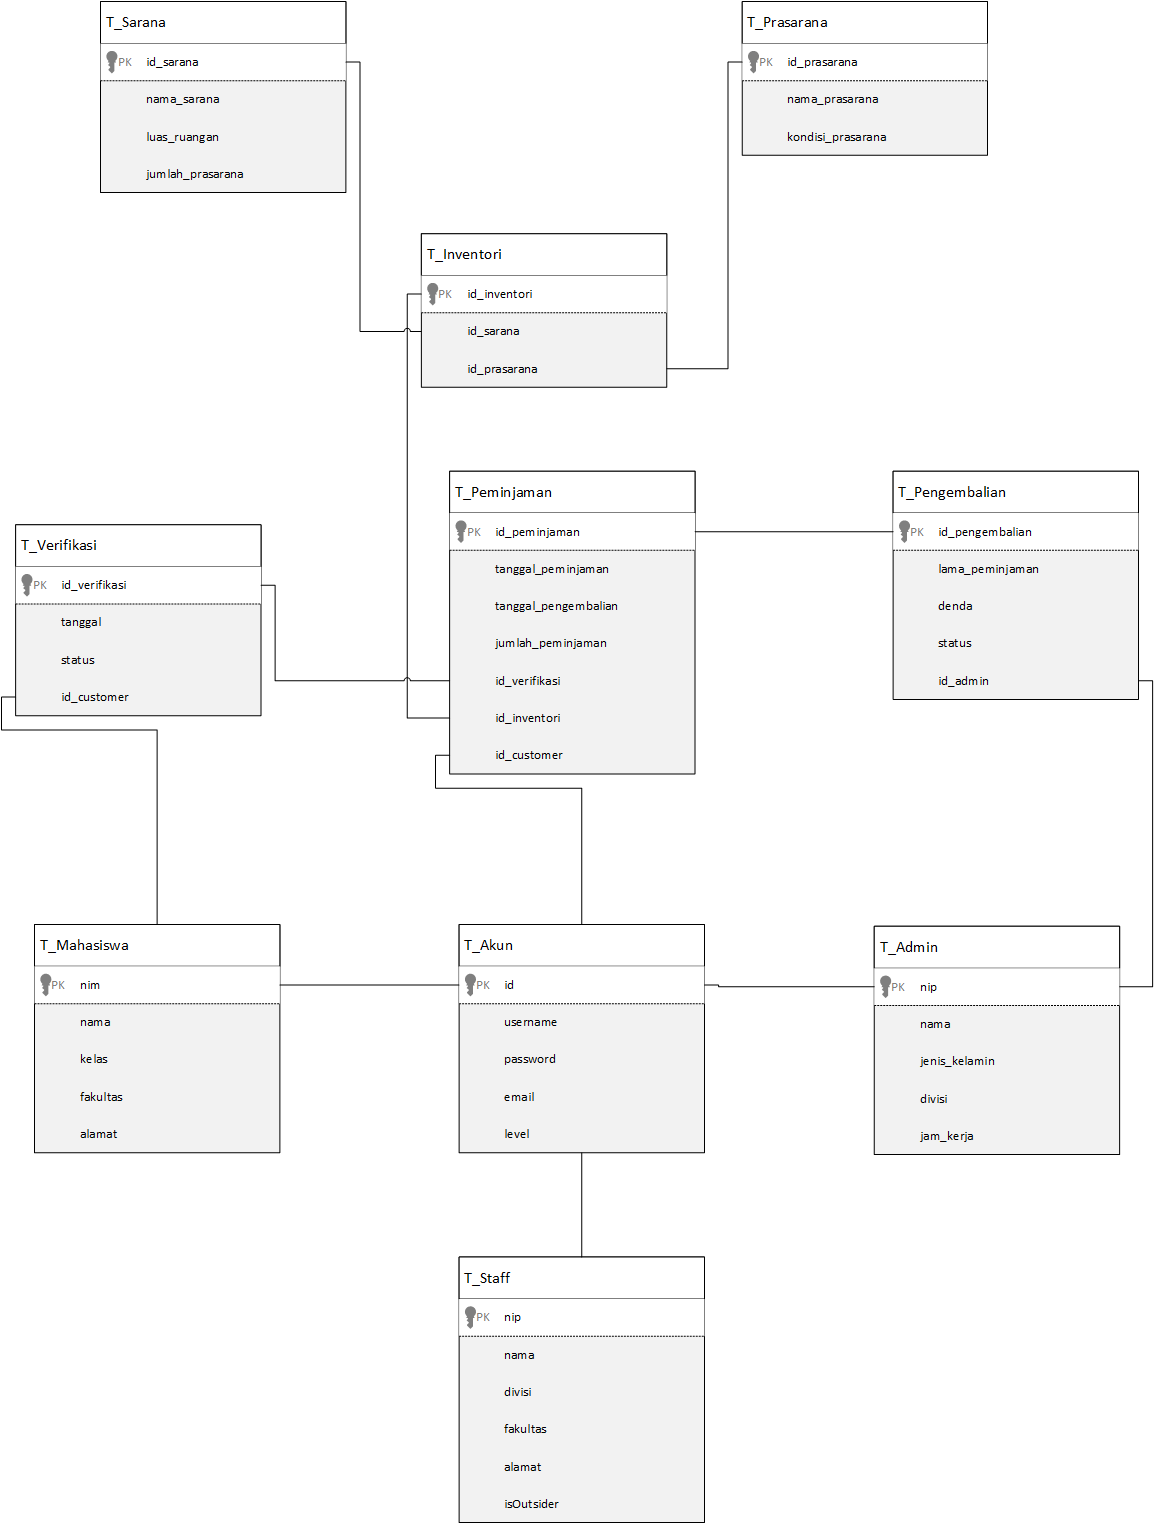 T_Sarana
PK id_sarana
nama_sarana
luas_ruangan
jumlah_prasarana
T_Prasarana
PK id_prasarana
nama_prasarana
kondisi_prasarana
T_Inventori
PK id_inventori
id_sarana
id_prasarana
T_Verifikasi
PK id_verifikasi
tanggal
status
id_customer
T_Peminjaman
PK id_peminjaman
tanggal_peminjaman
tanggal_pengembalian
jumlah_peminjaman
id_verifikasi
id_inventori
id_customer
T_Pengembalian
PK id_pengembalian
lama_peminjaman
denda
status
id_admin
T_Mahasiswa
PK nim
nama
kelas
fakultas
alamat
T_Akun
PK id
username
password
email
level
T_Admin
PK nip
nama
jenis_kelamin
divisi
jam_kerja
T_Staff
PK nip
nama
divisi
fakultas
alamat
isOutsider